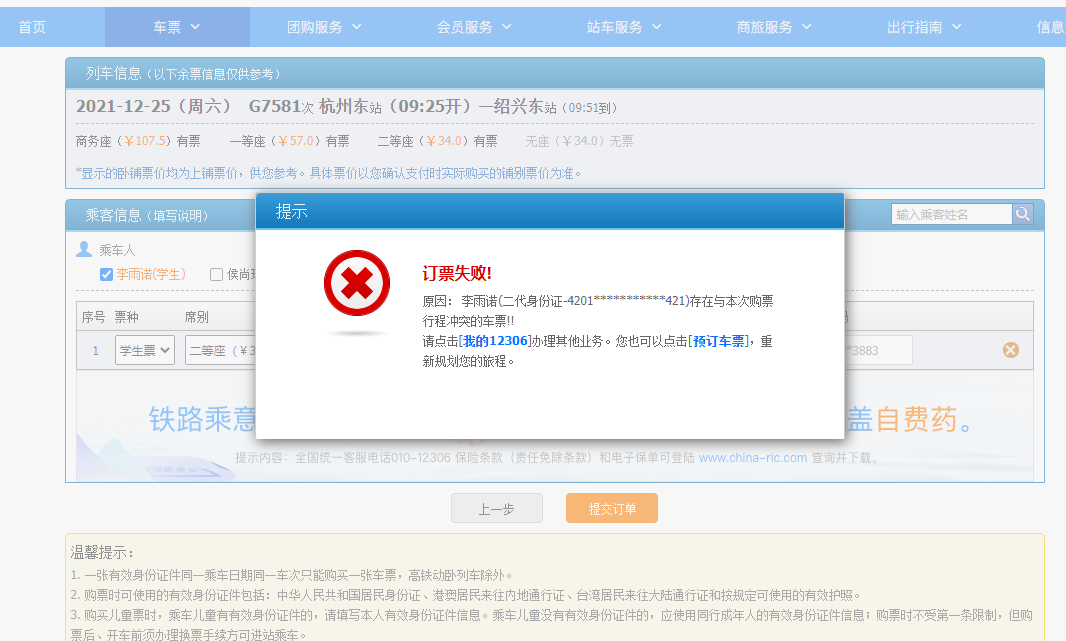 首页 车票 团购服务 会员服务 站车服务 商旅服务 出行指南 信息
列车信息（以下余票信息仅供参考）
2021-12-25（周六） G7581次 杭州东站（09:25开）—绍兴东站（09:51到）
商务座（￥107.5）有票 一等座（￥57.0）有票 二等座（￥34.0）有票 无座（￥34.0）无票
*显示的卧铺票价均为上铺票价，供您参考。具体票价以您确认支付时实际购买的铺别票价为准。
乘客信息（填写说明） 输入乘客姓名
提示
乘车人
李雨诺(学生) 侯尚
订票失败!
原因： 李雨诺(二代身份证-4201***********421)存在与本次购票
行程冲突的车票!!
请点击[我的12306]办理其他业务。您也可以点击[预订车票]，重
新规划您的旅程。
序号 票种 席别
1 学生票 二等座（￥3 *3883
铁路乘意 盖自费药。
提示内容：全国统一客服电话010-12306 保险条款（责任免除条款）和电子保单可登陆 www.china-ric.com 查询并下载。
上一步 提交订单
温馨提示：
1. 一张有效身份证件同一乘车日期同一车次只能购买一张车票，高铁动卧列车除外。
2. 购票时可使用的有效身份证件包括：中华人民共和国居民身份证、港澳居民来往内地通行证、台湾居民来往大陆通行证和按规定可使用的有效护照。
3. 购买儿童票时，乘车儿童有有效身份证件的，请填写本人有效身份证件信息。乘车儿童没有有效身份证件的，应使用同行成年人的有效身份证件信息；购票时不受第一条限制，但购
票后、开车前须办理换票手续方可进站乘车。